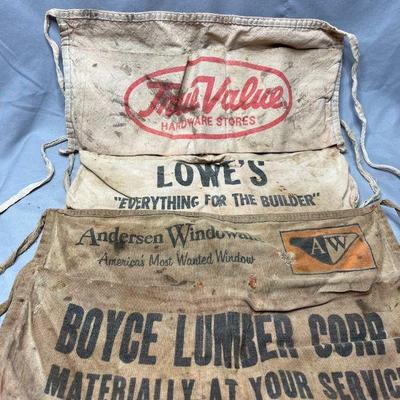 True Value
HARDWARE STORES
LOWE'S
"EVERYTHING FOR THE BUILDER"
Andersen Windowalls
AW
America's Most Wanted Window
BOYCE LUMBER CORP
MATERIALLY AT YOUR SERVICE